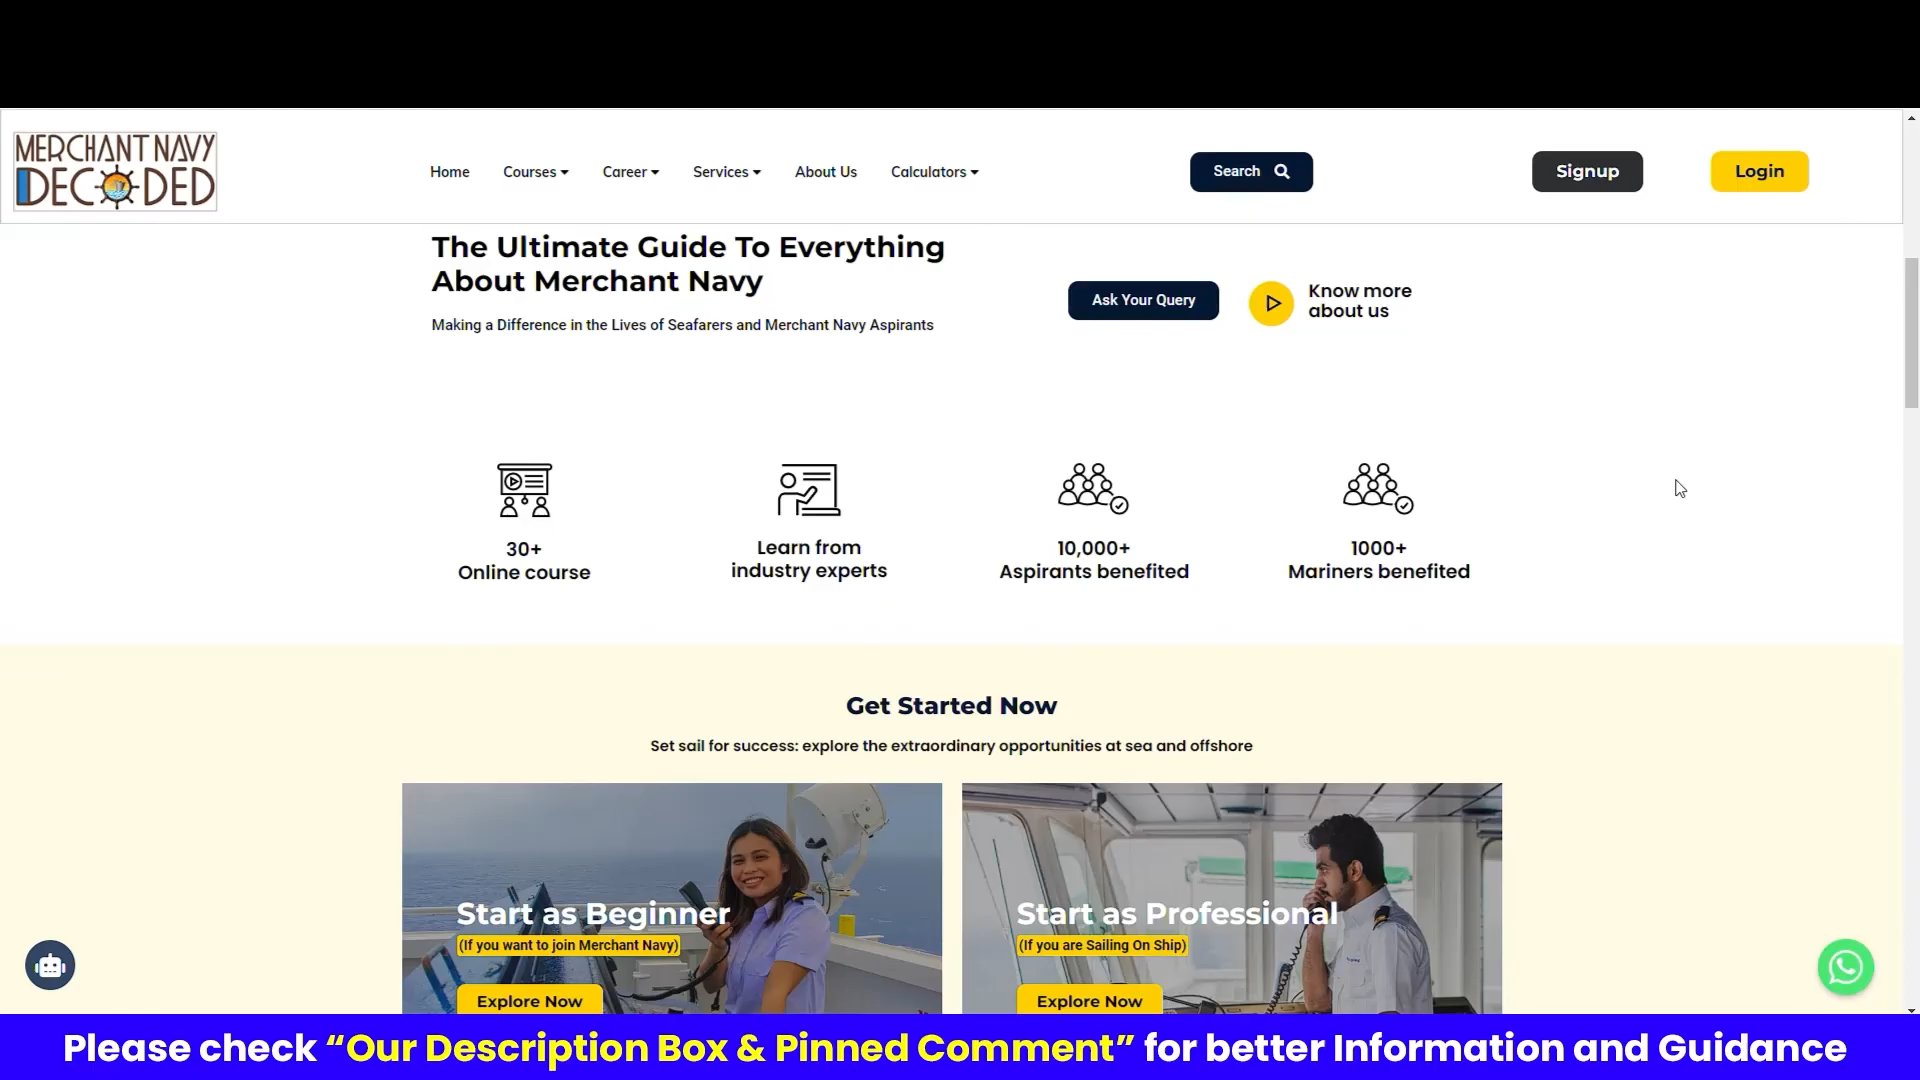 MERCHANT NAVY
DECODED
Home
Courses
Career
Services
About Us
Calculators
Search
Signup
Login
The Ultimate Guide To Everything
About Merchant Navy
Making a Difference in the Lives of Seafarers and Merchant Navy Aspirants
Ask Your Query
Know more
about us
30+
Online course
Learn from
industry experts
10,000+
Aspirants benefited
1000+
Mariners benefited
Get Started Now
Set sail for success: explore the extraordinary opportunities at sea and offshore
Start as Beginner
(If you want to join Merchant Navy)
Explore Now
Start as Professional
(If you are Sailing On Ship)
Explore Now
Please check “Our Description Box & Pinned Comment” for better Information and Guidance